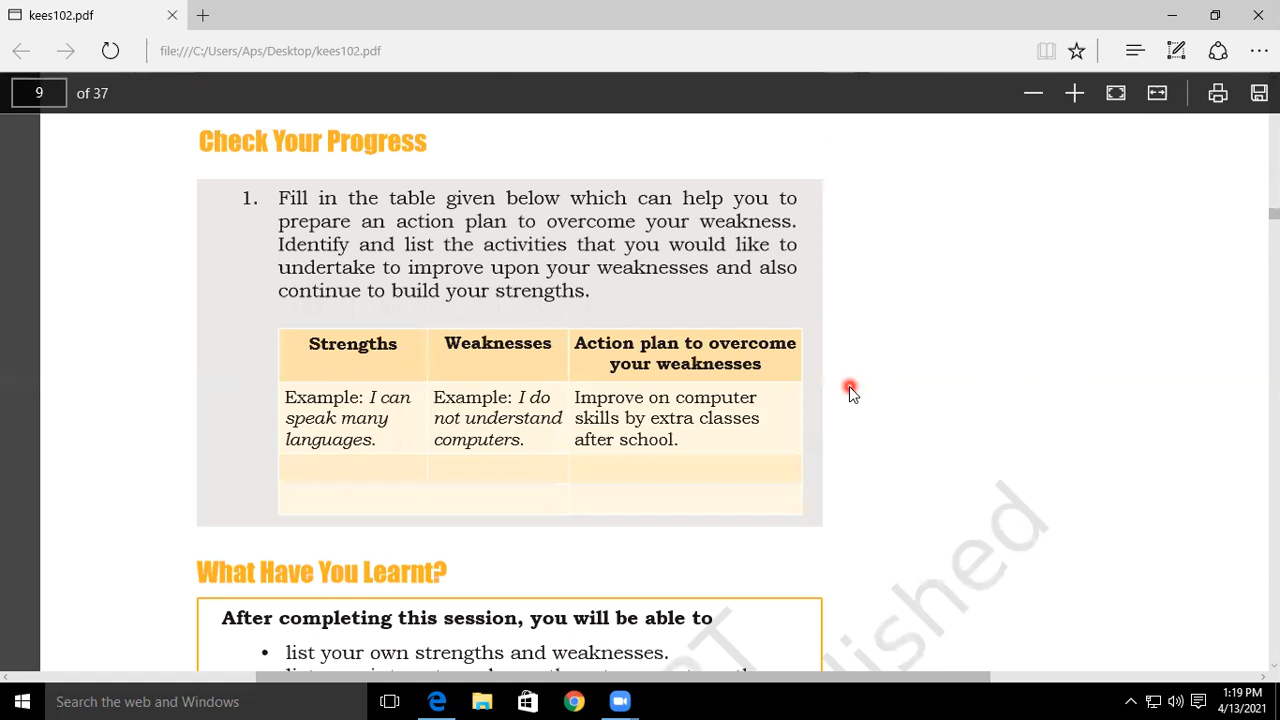 kees102.pdf
file:///C:/Users/Aps/Desktop/kees102.pdf
9 of 37
Check Your Progress
1. Fill in the table given below which can help you to
prepare an action plan to overcome your weakness.
Identify and list the activities that you would like to
undertake to improve upon your weaknesses and also
continue to build your strengths.
Strengths
Weaknesses
Action plan to overcome
your weaknesses
Example: I can
speak many
languages.
Example: I do
not understand
computers.
Improve on computer
skills by extra classes
after school.
What Have You Learnt?
After completing this session, you will be able to
• list your own strengths and weaknesses.
Search the web and Windows
1:19 PM
4/13/2021